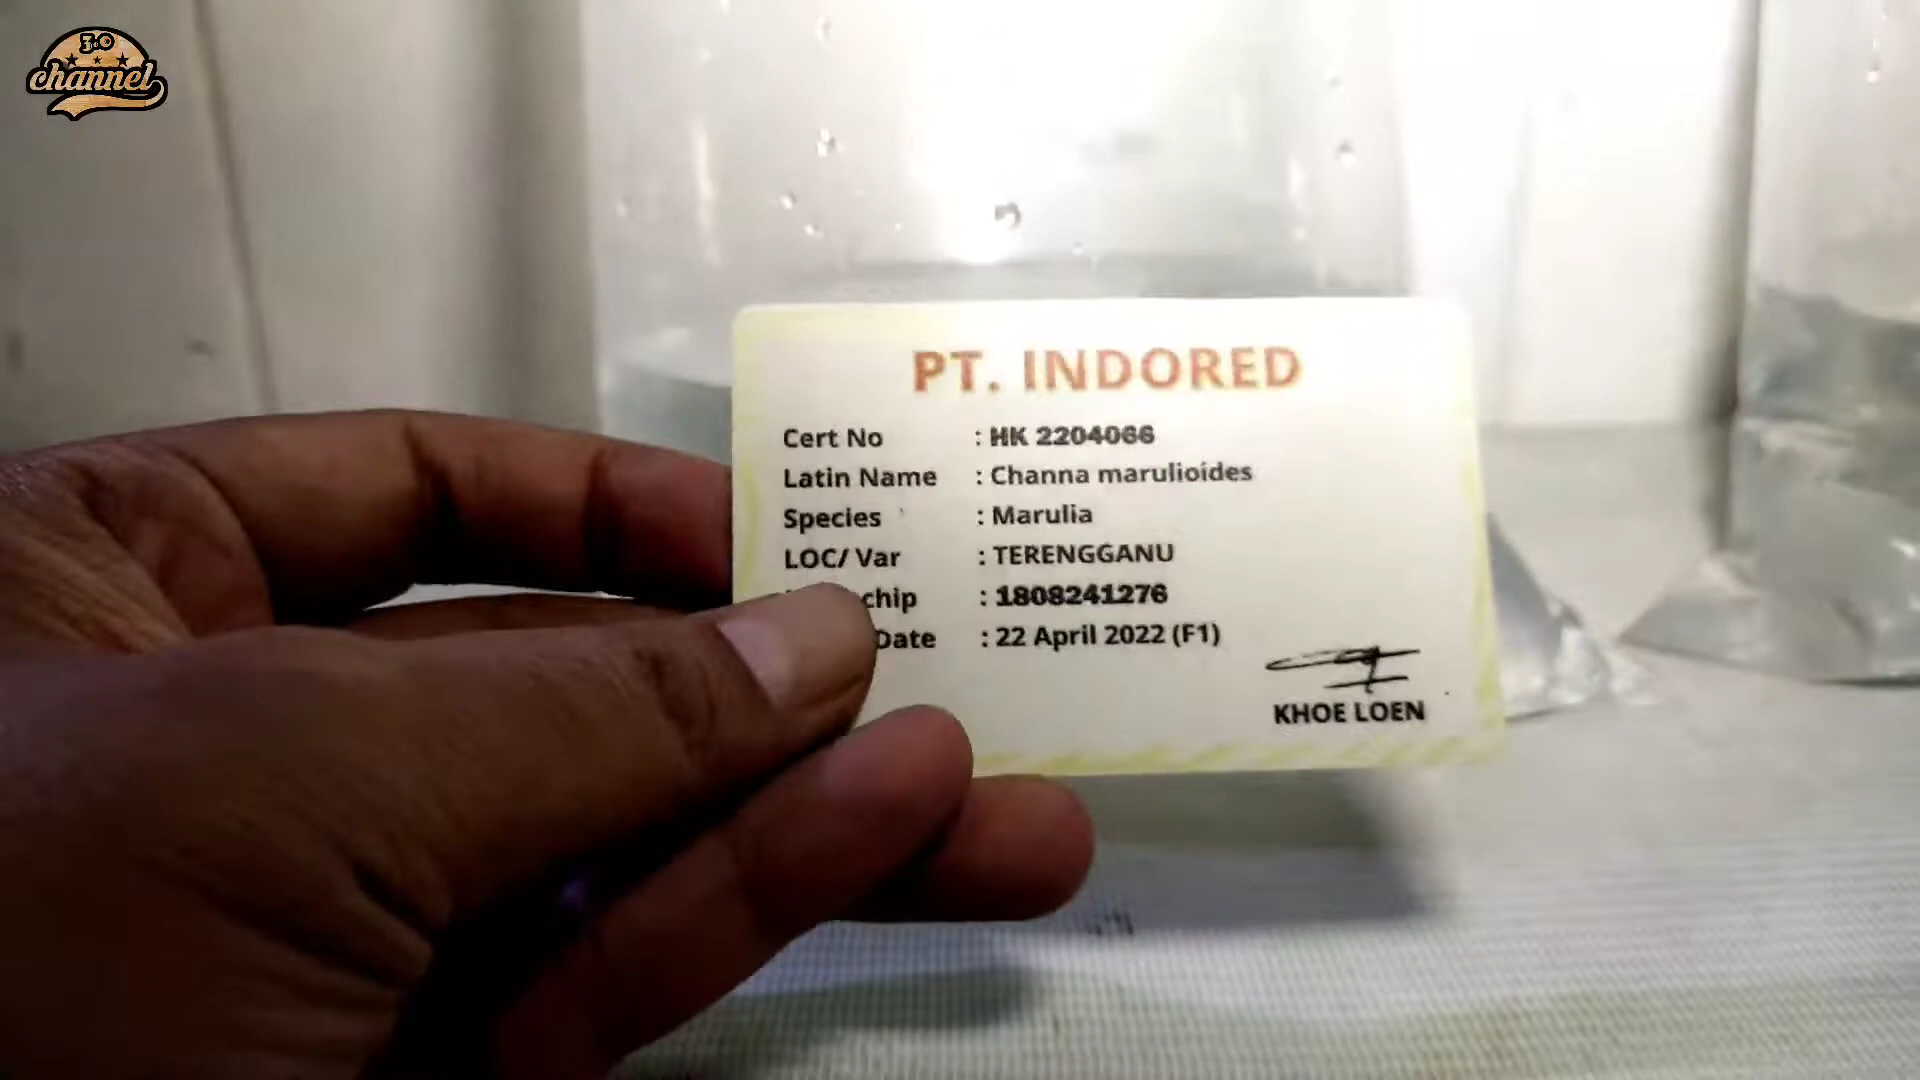 3.0
channel
PT. INDORED
Cert No : HK 2204066
Latin Name : Channa marulioides
Species : Marulia
LOC/ Var : TERENGGANU
chip : 1808241276
Date : 22 April 2022 (F1)
KHOE LOEN